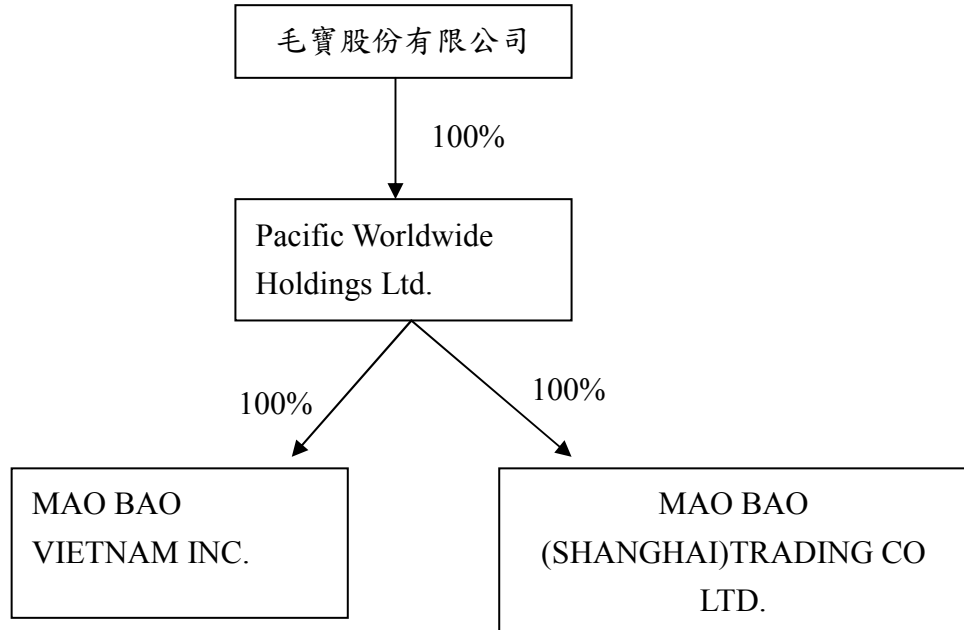 毛寶股份有限公司
100%
Pacific Worldwide
Holdings Ltd.
100%
100%
MAO BAO
VIETNAM INC.
MAO BAO
(SHANGHAI)TRADING CO
LTD.